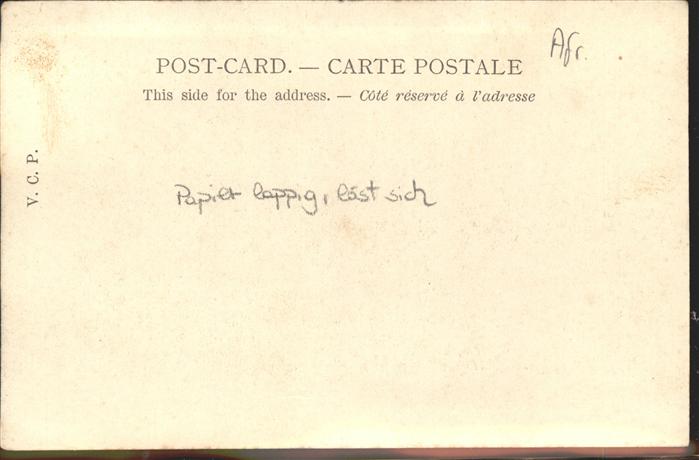 Afr.
POST-CARD. — CARTE POSTALE
This side for the address. — Côté réservé à l'adresse
V. C. P.
Papier lappig, löst sich